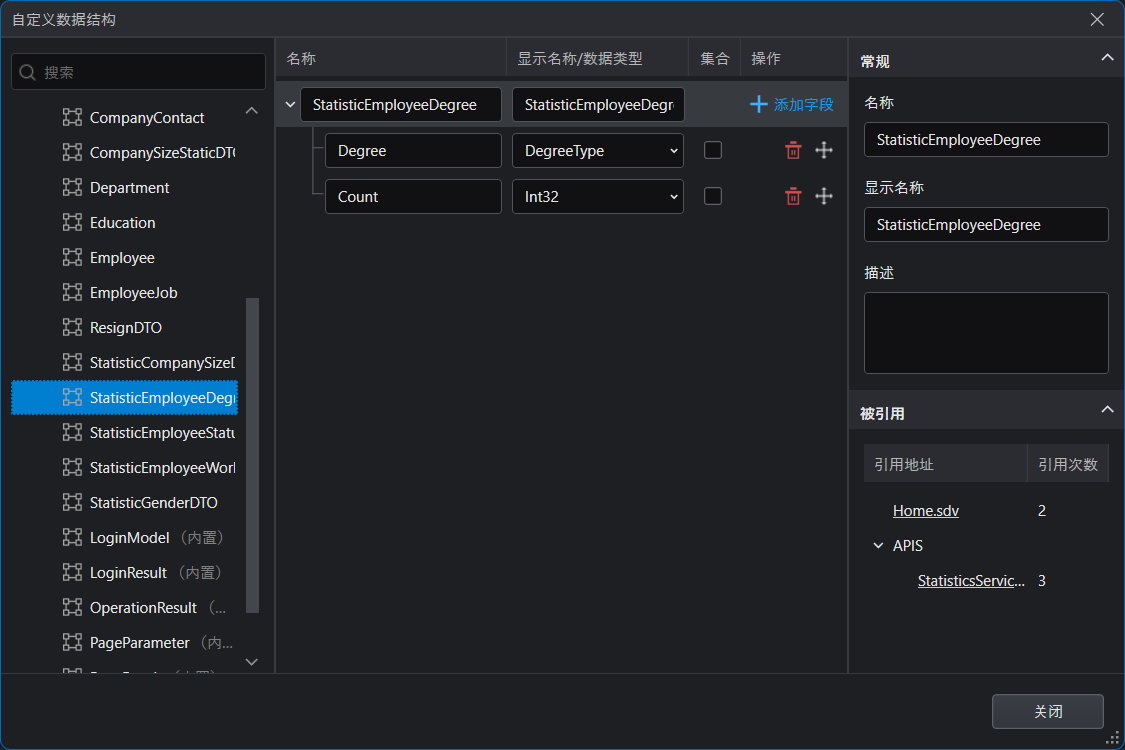 自定义数据结构
搜索
CompanyContact
CompanySizeStaticDT
Department
Education
Employee
EmployeeJob
ResignDTO
StatisticCompanySize
StatisticEmployeeDeg
StatisticEmployeeStatu
StatisticEmployeeWor
StatisticGenderDTO
LoginModel （内置）
LoginResult （内置）
OperationResult （...
PageParameter （内...
名称 显示名称/数据类型 集合 操作
StatisticEmployeeDegree StatisticEmployeeDegr 添加字段
Degree DegreeType
Count Int32
常规
名称
StatisticEmployeeDegree
显示名称
StatisticEmployeeDegree
描述
被引用
引用地址 引用次数
Home.sdv 2
APIS
StatisticsServic... 3
关闭